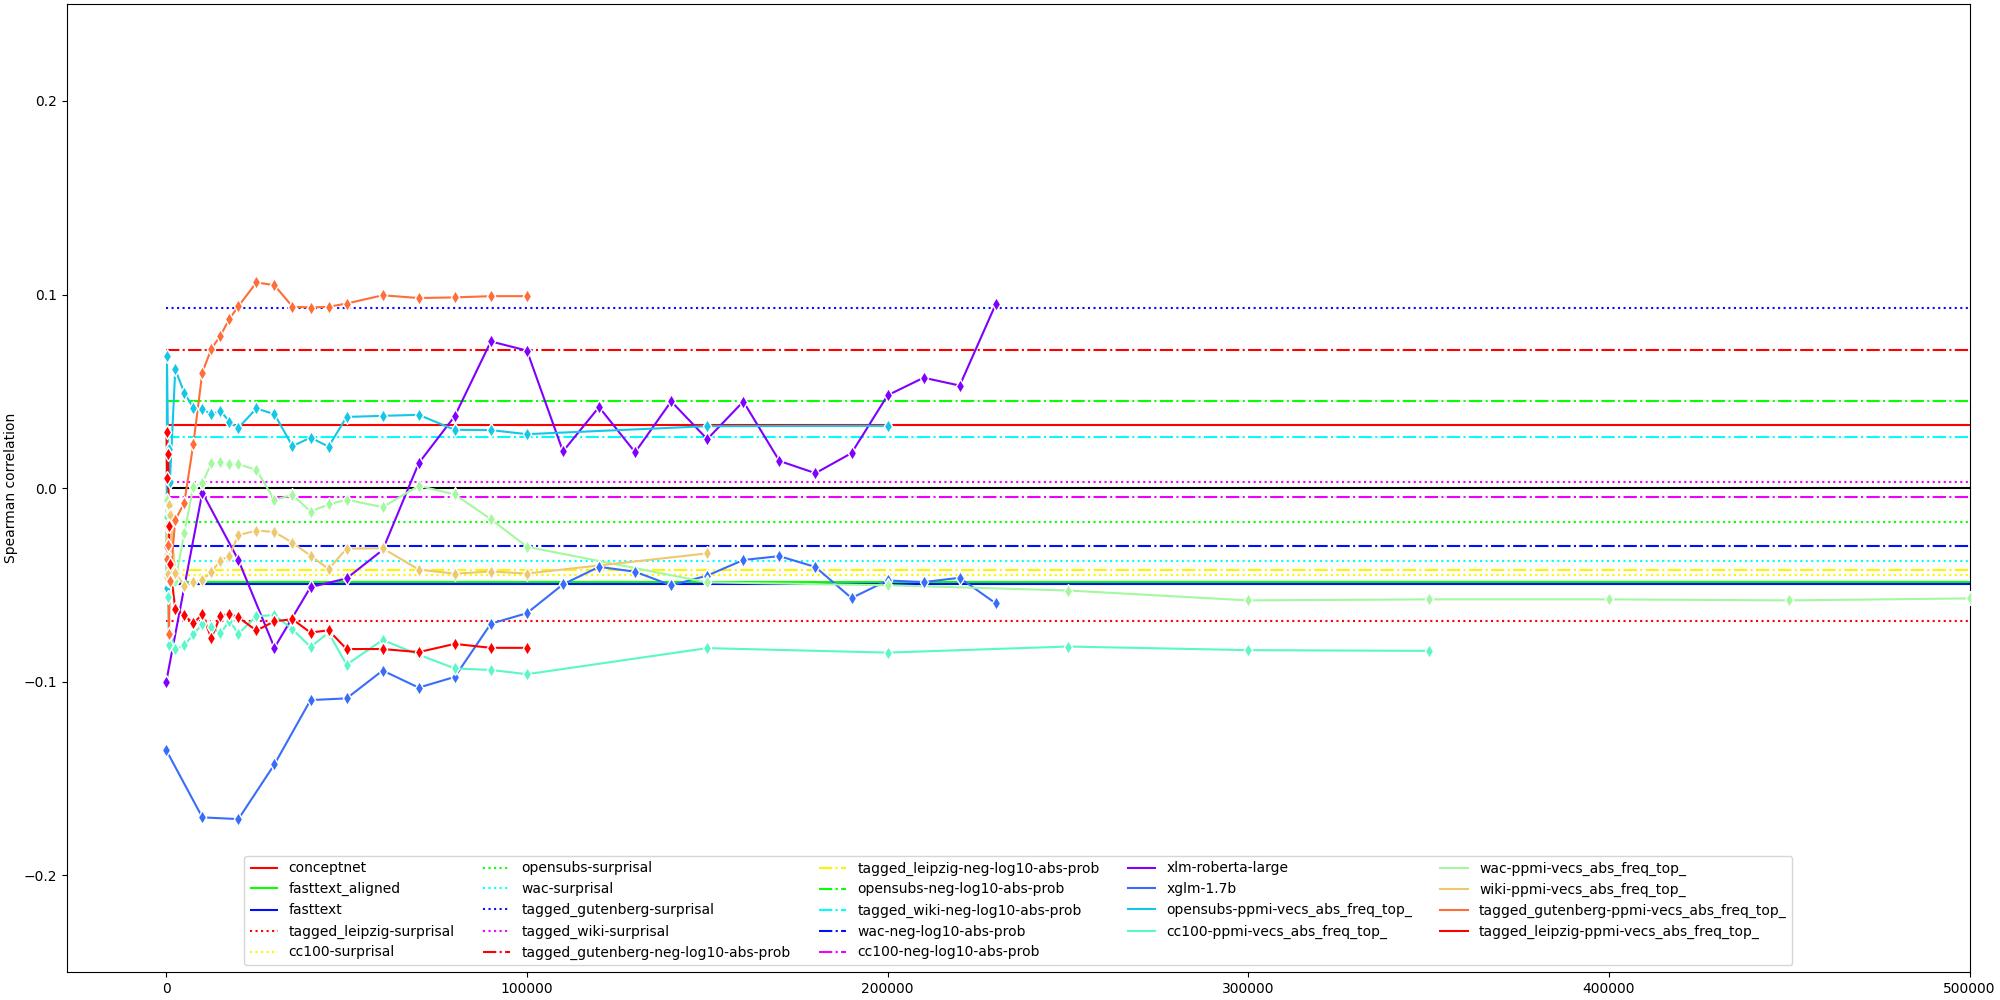 0.2
0.1
0.0
−0.1
−0.2
Spearman correlation
conceptnet
fasttext_aligned
fasttext
tagged_leipzig-surprisal
cc100-surprisal
opensubs-surprisal
wac-surprisal
tagged_gutenberg-surprisal
tagged_wiki-surprisal
tagged_gutenberg-neg-log10-abs-prob
tagged_leipzig-neg-log10-abs-prob
opensubs-neg-log10-abs-prob
tagged_wiki-neg-log10-abs-prob
wac-neg-log10-abs-prob
cc100-neg-log10-abs-prob
xlm-roberta-large
xglm-1.7b
opensubs-ppmi-vecs_abs_freq_top_
cc100-ppmi-vecs_abs_freq_top_
wac-ppmi-vecs_abs_freq_top_
wiki-ppmi-vecs_abs_freq_top_
tagged_gutenberg-ppmi-vecs_abs_freq_top_
tagged_leipzig-ppmi-vecs_abs_freq_top_
0 100000 200000 300000 400000 500000